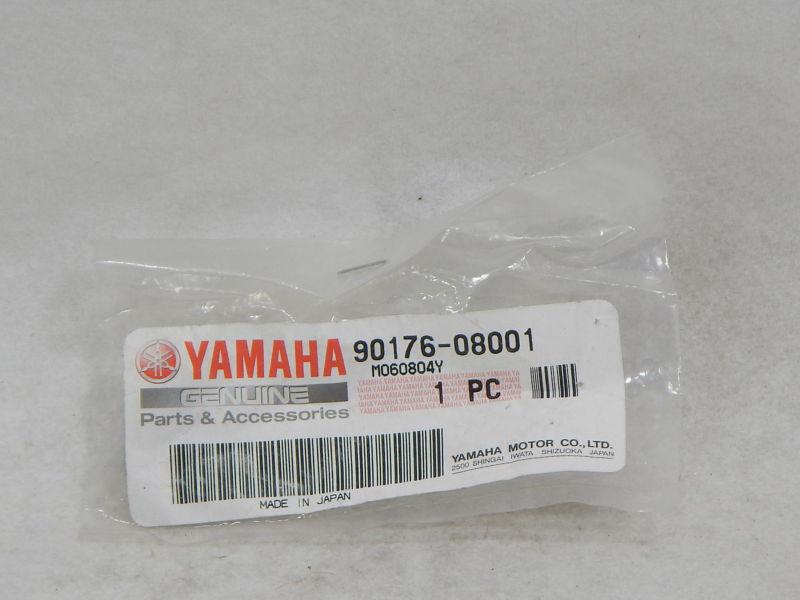 YAMAHA 90176-08001
M060804Y
GENUINE
Parts & Accessories
1 PC
YAMAHA MOTOR CO.,LTD.
2500 SHINGAI IWATA SHIZUOKA JAPAN
MADE IN JAPAN